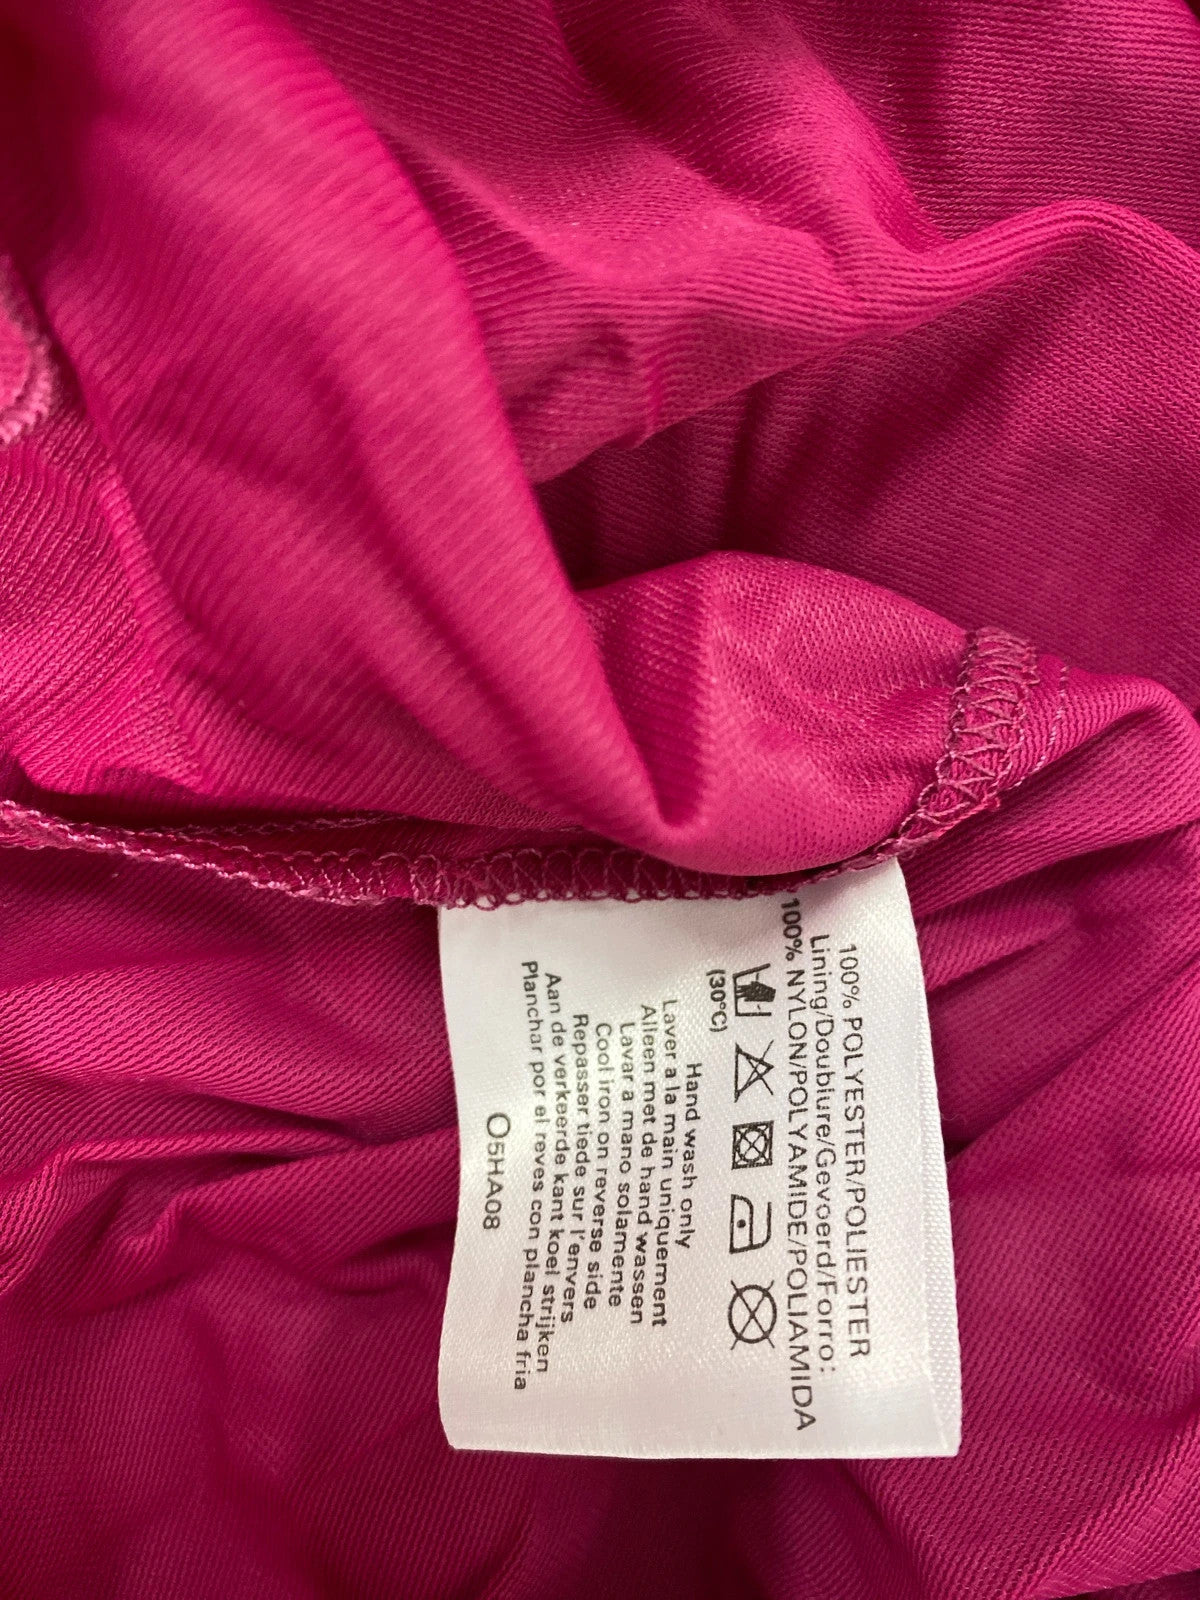 100% POLYESTER/POLIESTER
Lining/Doublure/Gevoerd/Forro:
100% NYLON/POLYAMIDE/POLIAMIDA
(30°C)
Hand wash only
Laver a la main uniquement
Alleen met de hand wassen
Lavar a mano solamente
Cool iron on reverse side
Repasser tiede sur l'envers
Aan de verkeerde kant koel strijken
Planchar por el reves con plancha fria
O5HA08